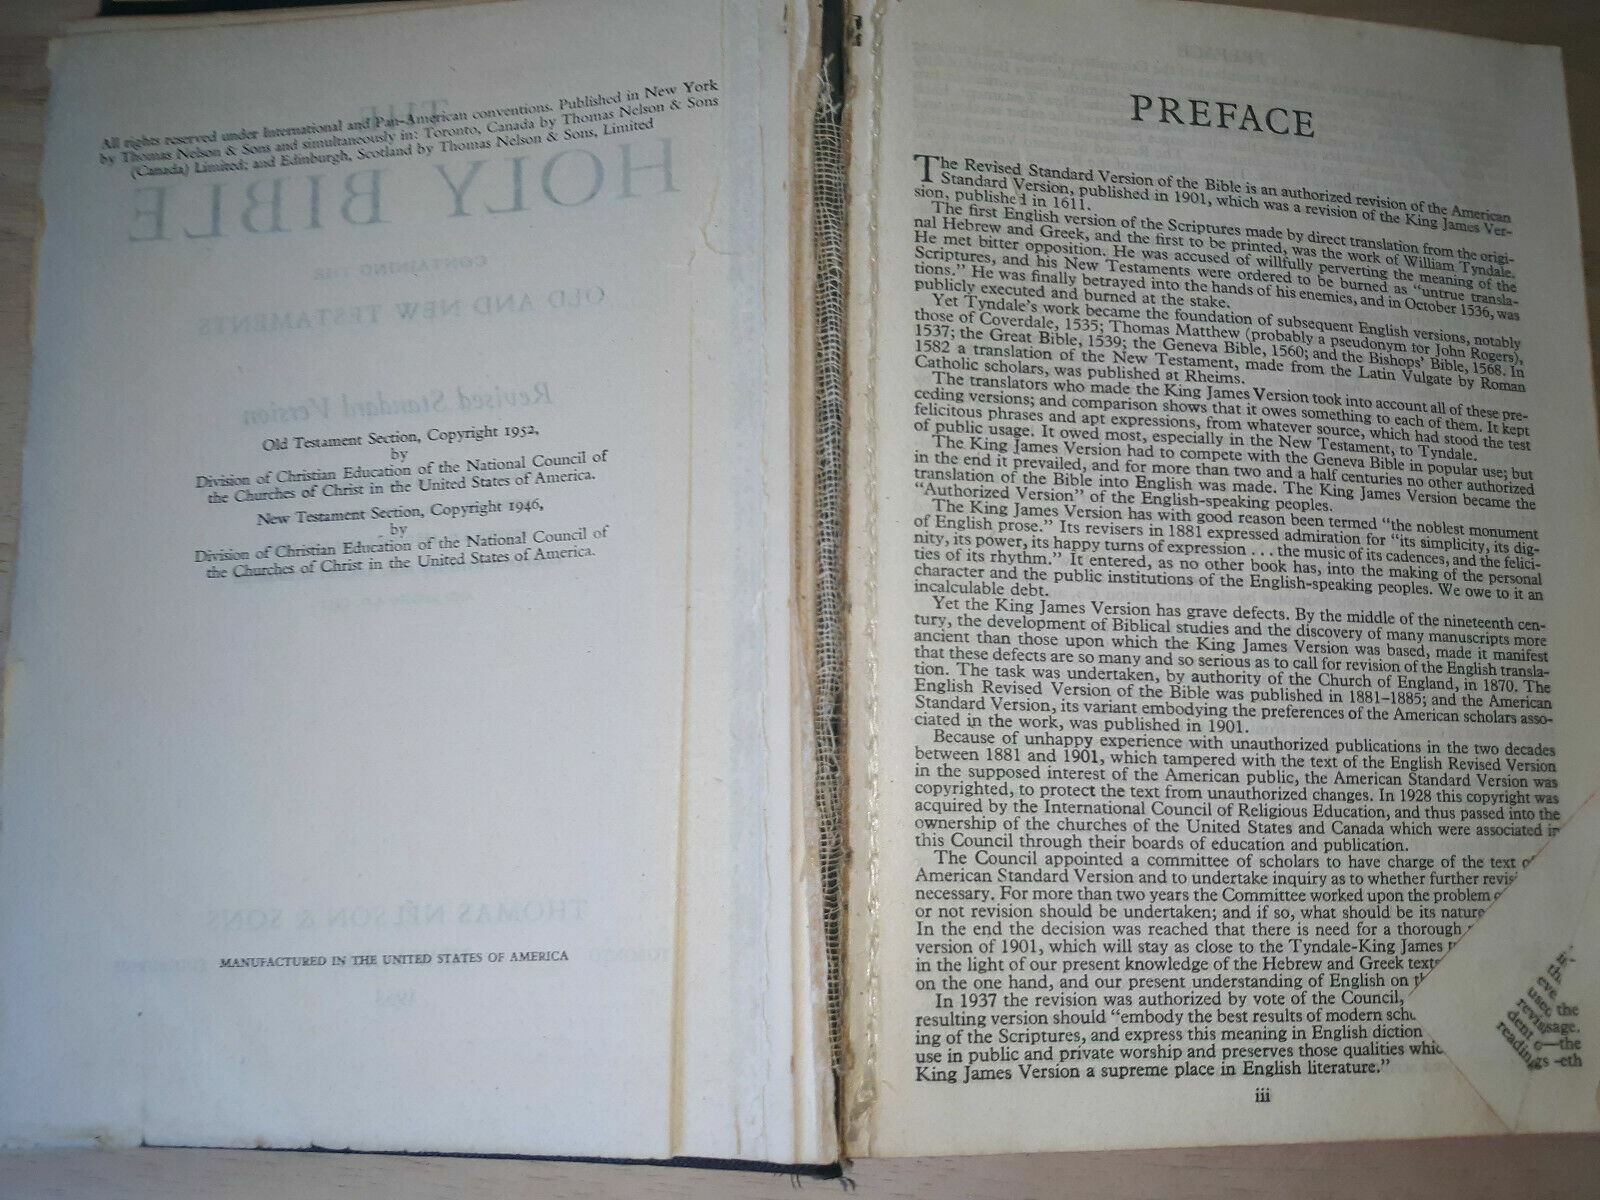 All rights reserved under International and Pan-American conventions. Published in New York
by Thomas Nelson & Sons and simultaneously in: Toronto, Canada by Thomas Nelson & Sons
(Canada) Limited; and Edinburgh, Scotland by Thomas Nelson & Sons, Limited
THE
HOLY BIBLE
CONTAINING THE
OLD AND NEW TESTAMENTS
Revised Standard Version
Old Testament Section, Copyright 1952,
by
Division of Christian Education of the National Council of
the Churches of Christ in the United States of America.
New Testament Section, Copyright 1946,
by
Division of Christian Education of the National Council of
the Churches of Christ in the United States of America.
THOMAS NELSON & SONS
MANUFACTURED IN THE UNITED STATES OF AMERICA
PREFACE
The Revised Standard Version of the Bible is an authorized revision of the American
Standard Version, published in 1901, which was a revision of the King James Ver-
sion, published in 1611.
The first English version of the Scriptures made by direct translation from the origi-
nal Hebrew and Greek, and the first to be printed, was the work of William Tyndale.
He met bitter opposition. He was accused of willfully perverting the meaning of the
Scriptures, and his New Testaments were ordered to be burned as "untrue transla-
tions." He was finally betrayed into the hands of his enemies, and in October 1536, was
publicly executed and burned at the stake.
Yet Tyndale's work became the foundation of subsequent English versions, notably
those of Coverdale, 1535; Thomas Matthew (probably a pseudonym for John Rogers),
1537; the Great Bible, 1539; the Geneva Bible, 1560; and the Bishops' Bible, 1568. In
1582 a translation of the New Testament, made from the Latin Vulgate by Roman
Catholic scholars, was published at Rheims.
The translators who made the King James Version took into account all of these pre-
ceding versions; and comparison shows that it owes something to each of them. It kept
felicitous phrases and apt expressions, from whatever source, which had stood the test
of public usage. It owed most, especially in the New Testament, to Tyndale.
The King James Version had to compete with the Geneva Bible in popular use; but
in the end it prevailed, and for more than two and a half centuries no other authorized
translation of the Bible into English was made. The King James Version became the
"Authorized Version" of the English-speaking peoples.
The King James Version has with good reason been termed "the noblest monument
of English prose." Its revisers in 1881 expressed admiration for "its simplicity, its dig-
nity, its power, its happy turns of expression . . . the music of its cadences, and the felici-
ties of its rhythm." It entered, as no other book has, into the making of the personal
character and the public institutions of the English-speaking peoples. We owe to it an
incalculable debt.
Yet the King James Version has grave defects. By the middle of the nineteenth cen-
tury, the development of Biblical studies and the discovery of many manuscripts more
ancient than those upon which the King James Version was based, made it manifest
that these defects are so many and so serious as to call for revision of the English transla-
tion. The task was undertaken, by authority of the Church of England, in 1870. The
English Revised Version of the Bible was published in 1881-1885; and the American
Standard Version, its variant embodying the preferences of the American scholars asso-
ciated in the work, was published in 1901.
Because of unhappy experience with unauthorized publications in the two decades
between 1881 and 1901, which tampered with the text of the English Revised Version
in the supposed interest of the American public, the American Standard Version was
copyrighted, to protect the text from unauthorized changes. In 1928 this copyright was
acquired by the International Council of Religious Education, and thus passed into the
ownership of the churches of the United States and Canada which were associated in
this Council through their boards of education and publication.
The Council appointed a committee of scholars to have charge of the text
American Standard Version and to undertake inquiry as to whether further
necessary. For more than two years the Committee worked upon the problem
or not revision should be undertaken; and if so, what should be its nature
In the end the decision was reached that there is need for a thorough
version of 1901, which will stay as close to the Tyndale-King James
in the light of our present knowledge of the Hebrew and Greek texts
on the one hand, and our present understanding of English on
In 1937 the revision was authorized by vote of the Council,
resulting version should "embody the best results of modern
ing of the Scriptures, and express this meaning in English diction
use in public and private worship and preserves those qualities
King James Version a supreme place in English literature."
the
sage.
the
-eth
iii